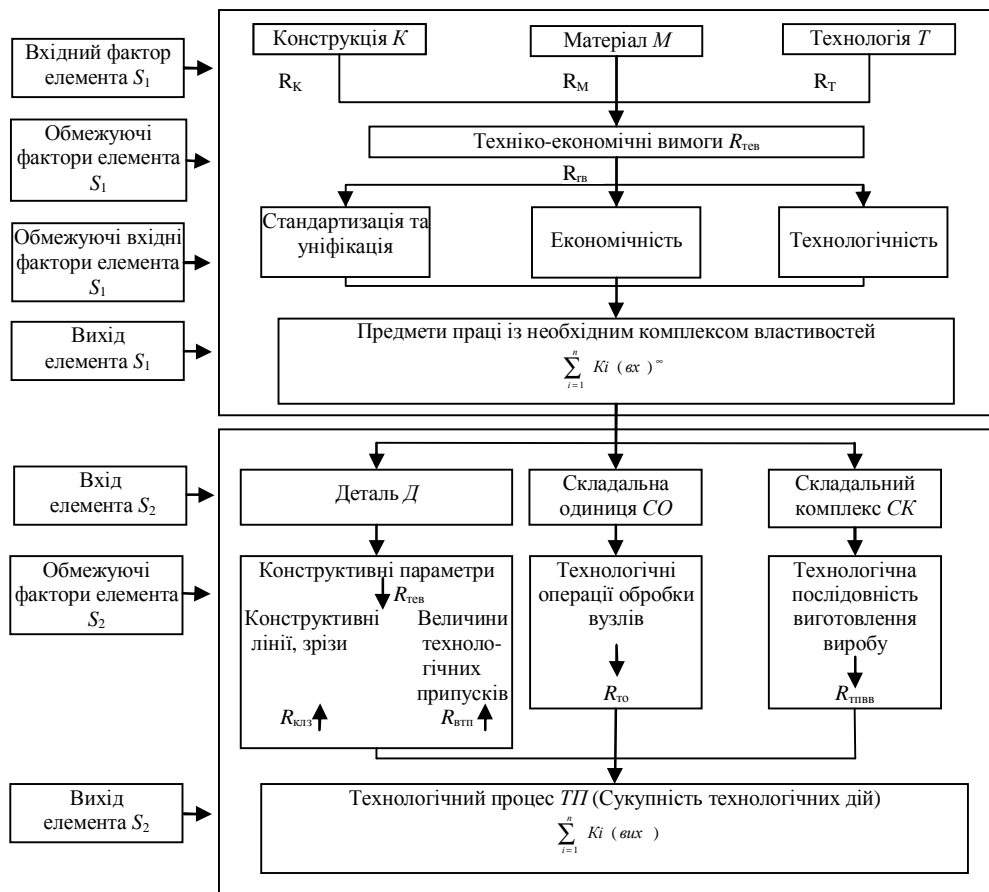 Конструкція К
Матеріал М
Технологія Т
Вхідний фактор
елемента S1
RК
RМ
RТ
Обмежуючі
фактори елемента
S1
Техніко-економічні вимоги Rтев
Rгв
Обмежуючі вхідні
фактори елемента
S1
Стандартизація та
уніфікація
Економічність
Технологічність
Вихід
елемента S1
Предмети праці із необхідним комплексом властивостей
n
∑ Ki (вх)∞
i=1
Вхід
елемента S2
Деталь Д
Складальна
одиниця СО
Складальний
комплекс СК
Обмежуючі
фактори елемента
S2
Конструктивні параметри
Rтев
Конструктивні
лінії, зрізи
Величини
техноло-
гічних
припусків
Rклз
Rвтп
Технологічні
операції обробки
вузлів
Rто
Технологічна
послідовність
виготовлення
виробу
Rтпвв
Вихід
елемента S2
Технологічний процес ТП (Сукупність технологічних дій)
n
∑ Ki (вих )
i=1